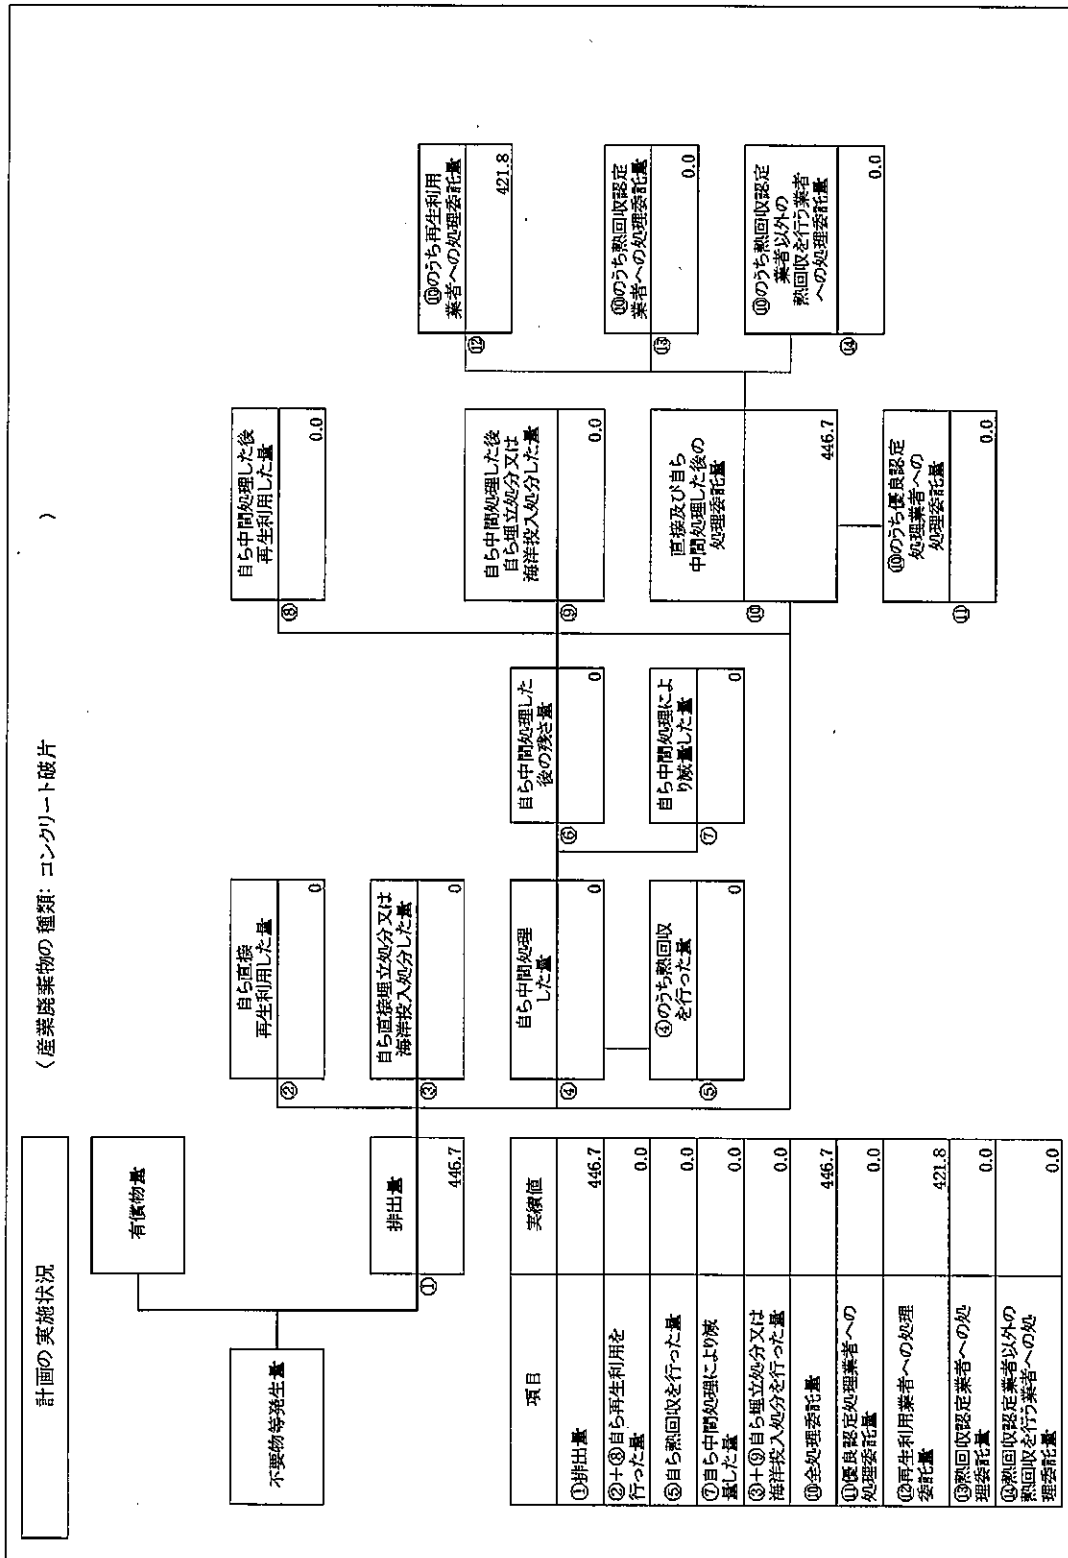 計画の実施状況
（産業廃棄物の種類: コンクリート破片 ）
不要物等発生量
有償物量
排出量
① 446.7
自ら直接
再生利用した量
② 0
自ら直接埋立処分又は
海洋投入処分した量
③ 0
自ら中間処理
した量
④ 0
④のうち熱回収
を行った量
⑤ 0
自ら中間処理した
後の残さ量
⑥ 0
自ら中間処理によ
り減量した量
⑦ 0
自ら中間処理した後
再生利用した量
⑧ 0.0
自ら中間処理した後
自ら埋立処分又は
海洋投入処分した量
⑨ 0.0
直接及び自ら
中間処理した後の
処理委託量
⑩ 446.7
⑩のうち優良認定
処理業者への
処理委託量
⑪ 0.0
⑩のうち再生利用
業者への処理委託量
⑫ 421.8
⑩のうち熱回収認定
業者への処理委託量
⑬ 0.0
⑩のうち熱回収認定
業者以外の
熱回収を行う業者
への処理委託量
⑭ 0.0
項目 実績値
①排出量 446.7
②+⑧自ら再生利用を
行った量 0.0
⑤自ら熱回収を行った量 0.0
⑦自ら中間処理により減
量した量 0.0
③+⑨自ら埋立処分又は
海洋投入処分を行った量 0.0
⑩全処理委託量 446.7
⑪優良認定処理業者への
処理委託量 0.0
⑫再生利用業者への処理
委託量 421.8
⑬熱回収認定業者への処
理委託量 0.0
⑭熱回収認定業者以外の
熱回収を行う業者への処
理委託量 0.0